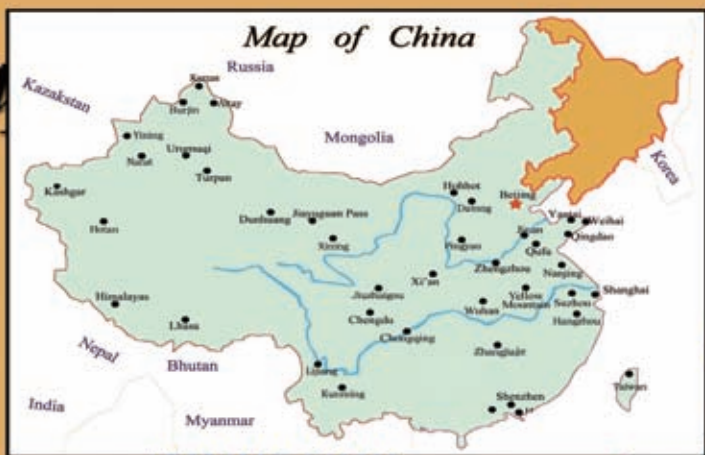 Map of China
Russia
Kazakstan
Kanas
Burjin
Altay
Mongolia
Yining
Urumuqi
Nalat
Turpan
Korea
Kashgar
Hohhot
Beijing
Datong
Dunhuang
Jiayuguan Pass
Hotan
Xining
Pingyao
Jinan
Yantai
Weihai
Qufu
Qingdao
Zhengzhou
Nanjing
Xi'an
Jiuzhaigou
Himalayas
Lhasa
Chengdu
Chongqing
Wuhan
Yellow
Mountain
Suzhou
Shanghai
Hangzhou
Nepal
Bhutan
Lijiang
Kunming
Shenzhen
Taiwan
India
Myanmar